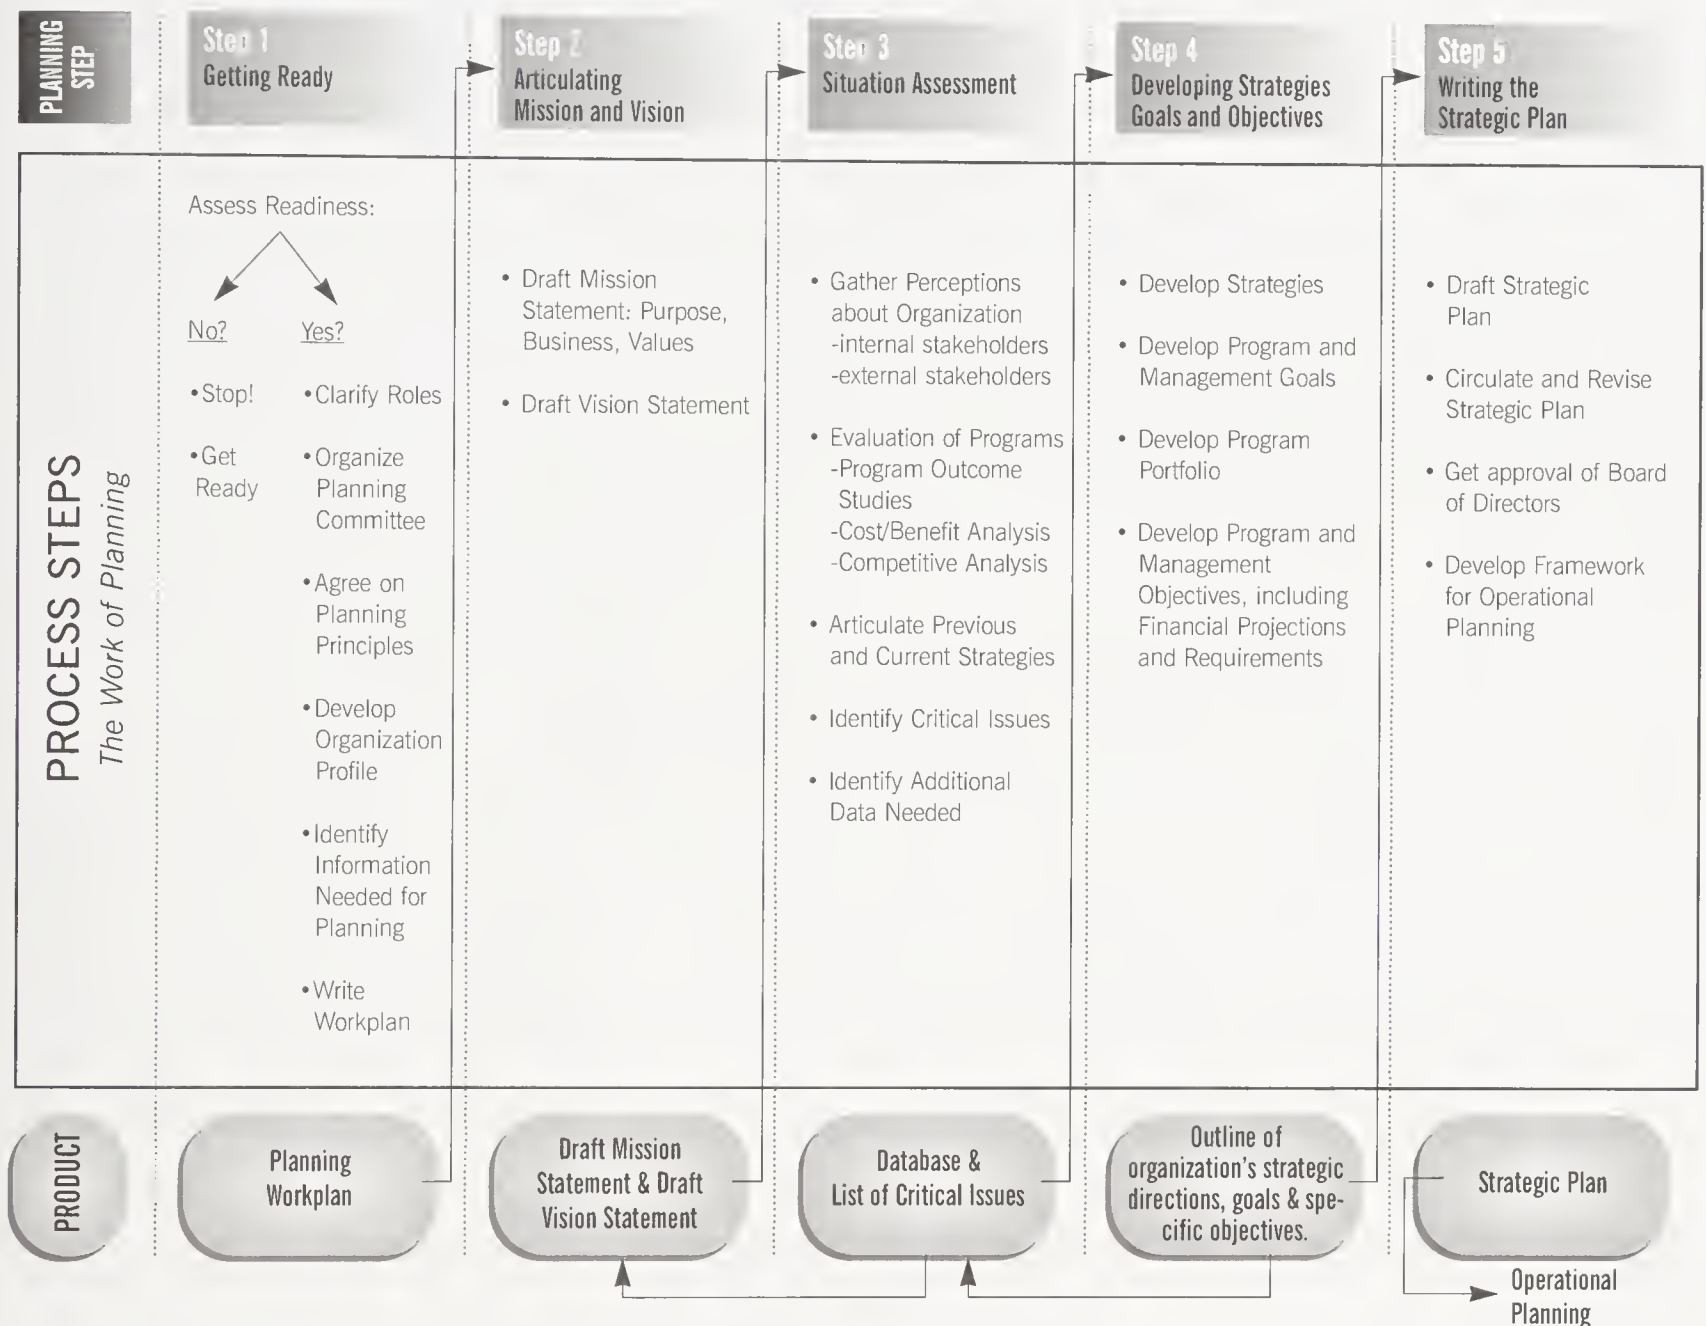 PLANNING
STEP
Step 1
Getting Ready
Step 2
Articulating
Mission and Vision
Step 3
Situation Assessment
Step 4
Developing Strategies
Goals and Objectives
Step 5
Writing the
Strategic Plan
PROCESS STEPS
The Work of Planning
Assess Readiness:
No?
•Stop!
•Get
Ready
Yes?
•Clarify Roles
•Organize
Planning
Committee
•Agree on
Planning
Principles
•Develop
Organization
Profile
•Identify
Information
Needed for
Planning
•Write
Workplan
• Draft Mission
Statement: Purpose,
Business, Values
• Draft Vision Statement
• Gather Perceptions
about Organization
-internal stakeholders
-external stakeholders
• Evaluation of Programs
-Program Outcome
Studies
-Cost/Benefit Analysis
-Competitive Analysis
• Articulate Previous
and Current Strategies
• Identify Critical Issues
• Identify Additional
Data Needed
• Develop Strategies
• Develop Program and
Management Goals
• Develop Program
Portfolio
• Develop Program and
Management
Objectives, including
Financial Projections
and Requirements
• Draft Strategic
Plan
• Circulate and Revise
Strategic Plan
• Get approval of Board
of Directors
• Develop Framework
for Operational
Planning
PRODUCT
Planning
Workplan
Draft Mission
Statement & Draft
Vision Statement
Database &
List of Critical Issues
Outline of
organization's strategic
directions, goals & spe-
cific objectives.
Strategic Plan
Operational
Planning